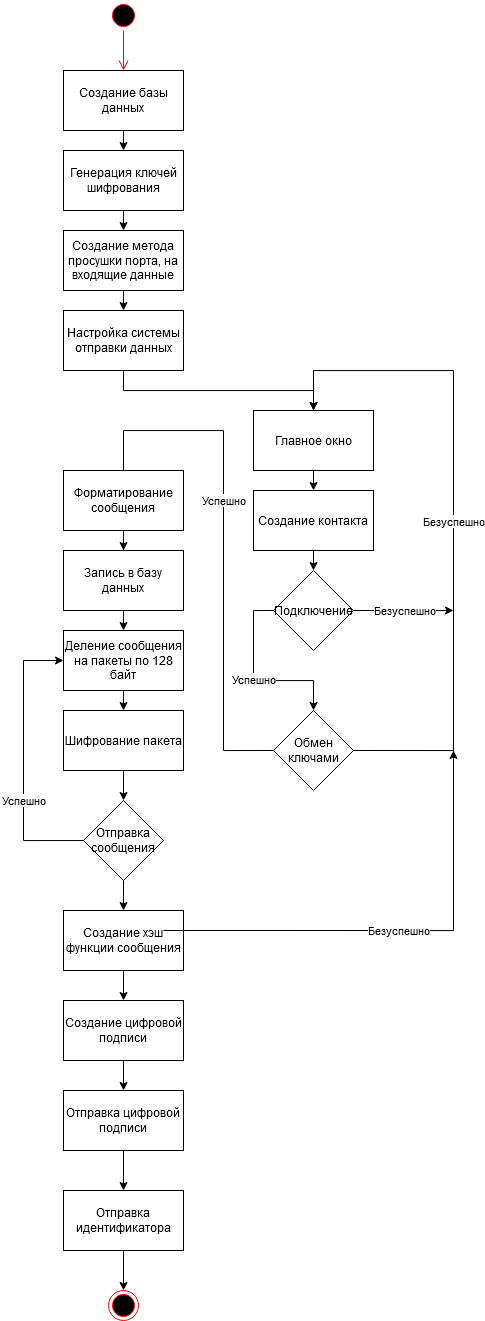 Создание базы
данных
Генерация ключей
шифрования
Создание метода
просушки порта, на
входящие данные
Настройка системы
отправки данных
Главное окно
Создание контакта
Подключение
Безуспешно
Безуспешно
Успешно
Обмен
ключами
Успешно
Форматирование
сообщения
Запись в базу
данных
Деление сообщения
на пакеты по 128
байт
Шифрование пакета
Успешно
Отправка
сообщения
Создание хэш
функции сообщения
Безуспешно
Создание цифровой
подписи
Отправка цифровой
подписи
Отправка
идентификатора